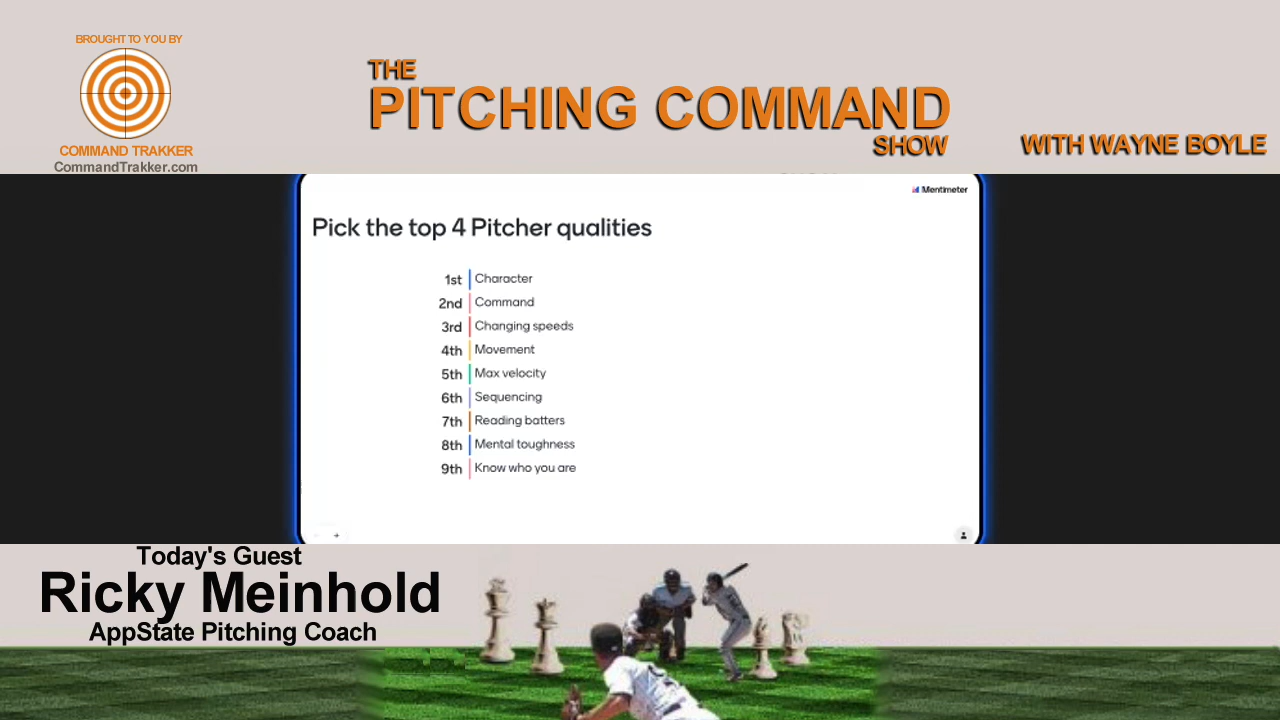 BROUGHT TO YOU BY
COMMAND TRAKKER
CommandTrakker.com
THE
PITCHING COMMAND
SHOW
WITH WAYNE BOYLE
Mentimeter
Pick the top 4 Pitcher qualities
1st Character
2nd Command
3rd Changing speeds
4th Movement
5th Max velocity
6th Sequencing
7th Reading batters
8th Mental toughness
9th Know who you are
Today's Guest
Ricky Meinhold
AppState Pitching Coach